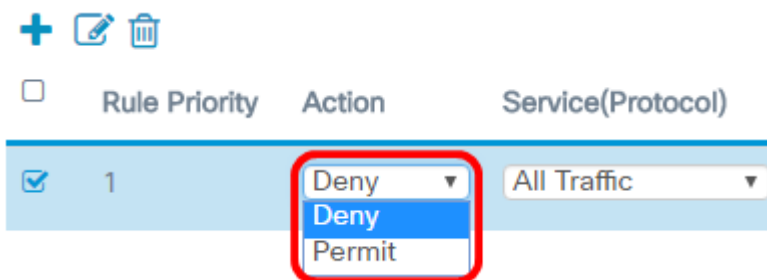 Rule Priority Action Service(Protocol)
1 Deny All Traffic
Deny
Permit